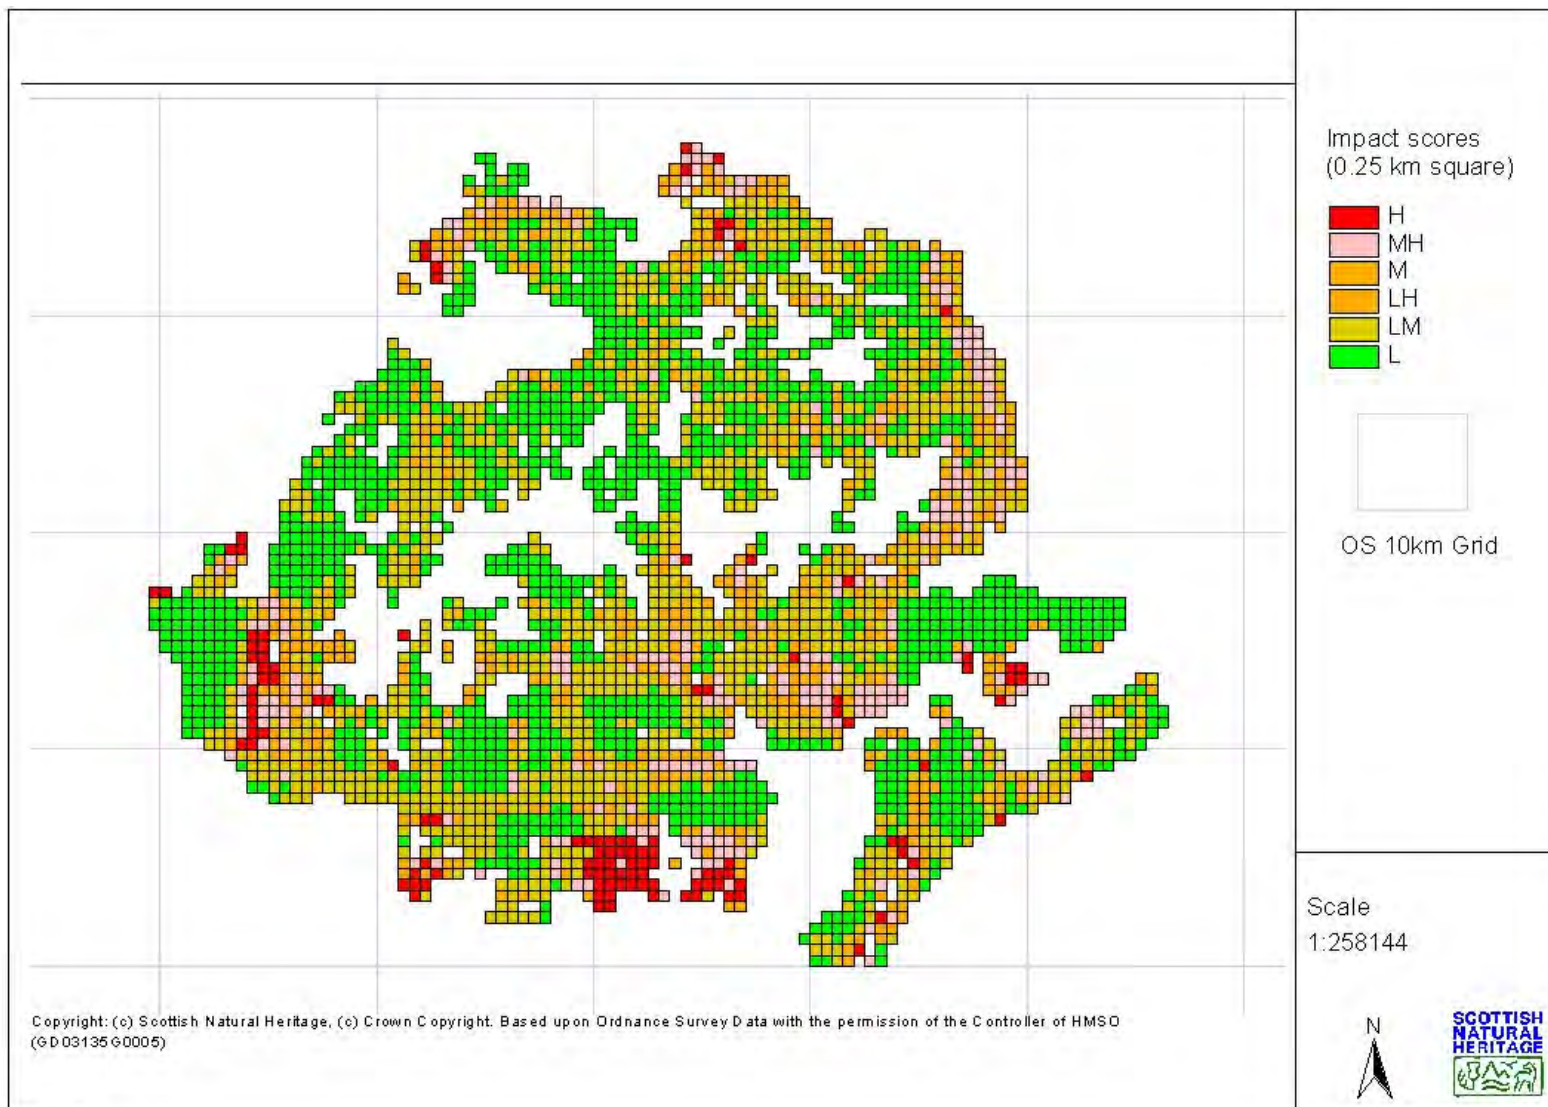 Impact scores
(0.25 km square)
H
MH
M
LH
LM
L
OS 10km Grid
Scale
1:258144
N
SCOTTISH
NATURAL
HERITAGE
Copyright: (c) Scottish Natural Heritage, (c) Crown Copyright. Based upon Ordnance Survey Data with the permission of the Controller of HMSO
(GD03135G0005)